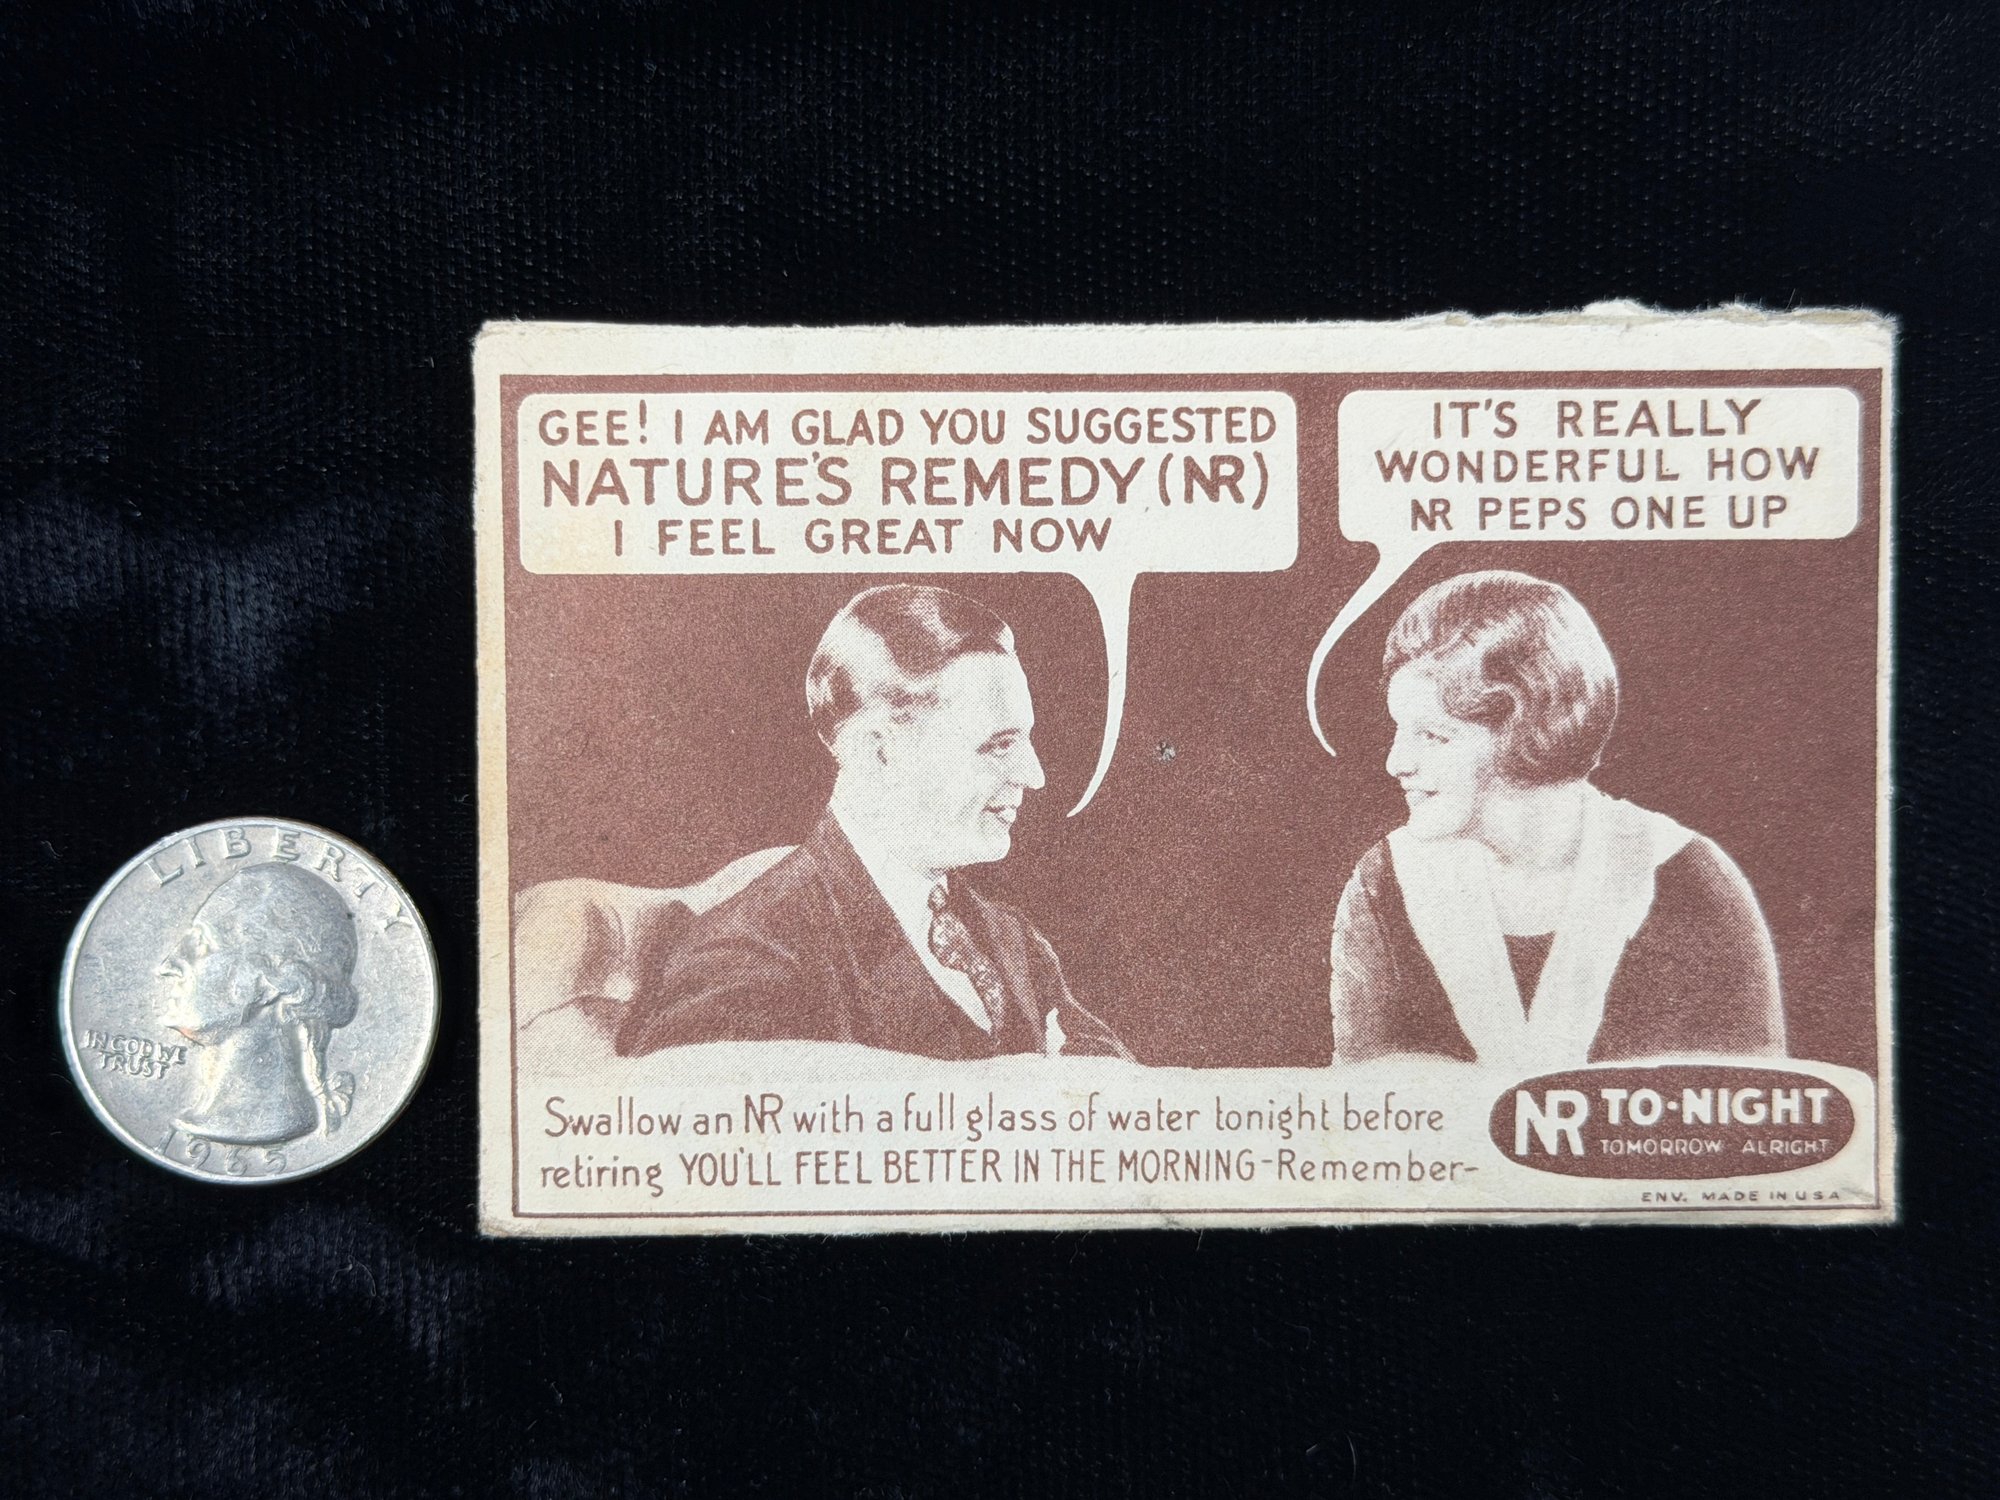 GEE! I AM GLAD YOU SUGGESTED
NATURE'S REMEDY (NR)
I FEEL GREAT NOW
IT'S REALLY
WONDERFUL HOW
NR PEPS ONE UP
Swallow an NR with a full glass of water tonight before
retiring YOU'LL FEEL BETTER IN THE MORNING-Remember-
NR TO-NIGHT
TOMORROW ALRIGHT
ENV. MADE IN USA
LIBERTY
IN GOD WE
TRUST
1965